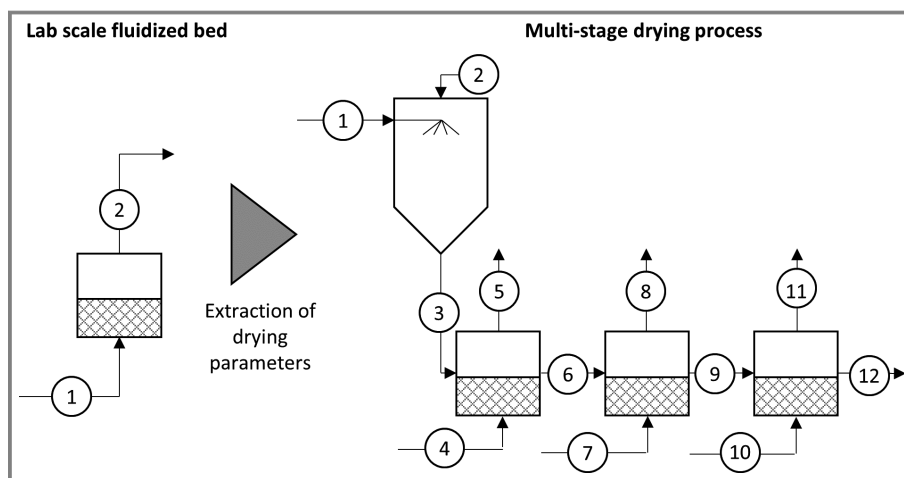 Lab scale fluidized bed
Multi-stage drying process
2
1
2
1
Extraction of
drying
parameters
3
5
8
11
6
9
12
4
7
10